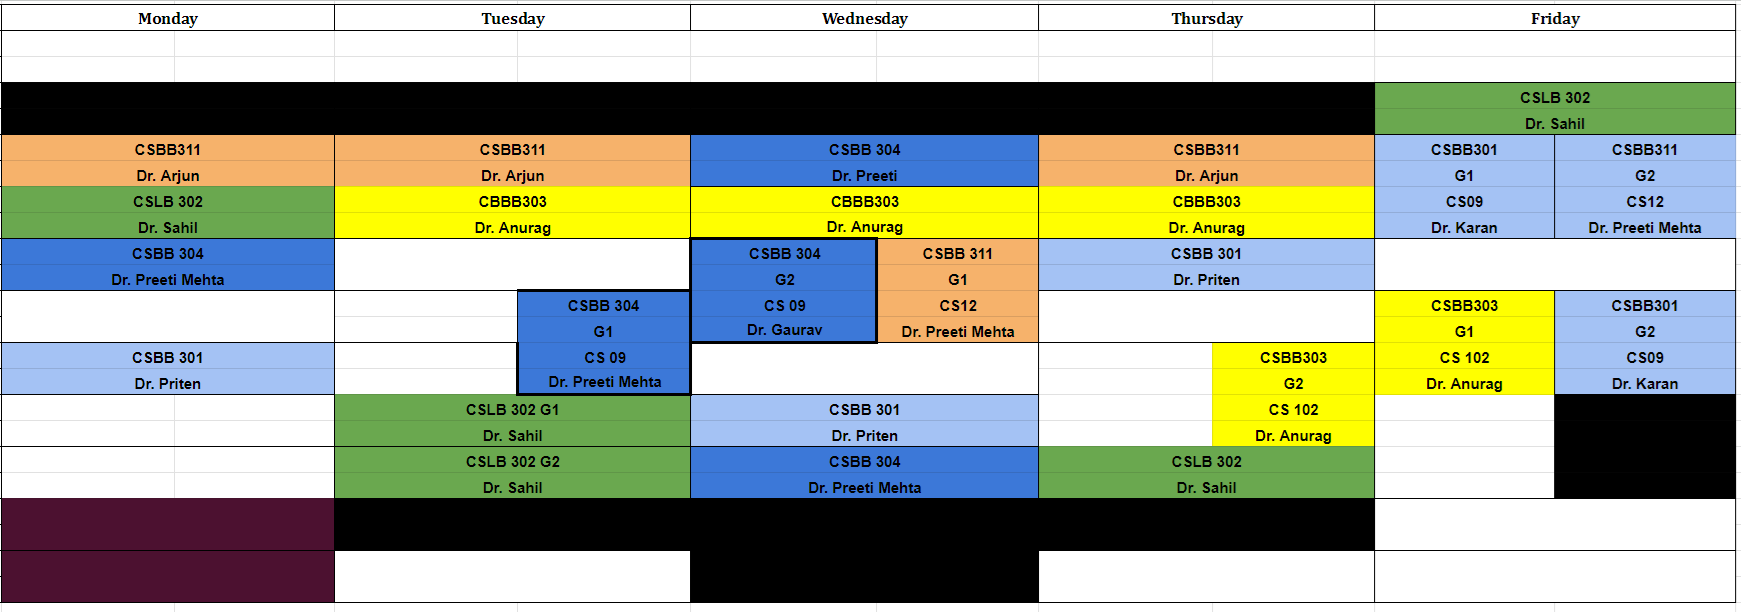 Monday Tuesday Wednesday Thursday Friday
CSLB 302
Dr. Sahil
CSBB311 CSBB311 CSBB 304 CSBB311 CSBB301 CSBB311
Dr. Arjun Dr. Arjun Dr. Preeti Dr. Arjun G1 G2
CSLB 302 CBBB303 CBBB303 CBBB303 CS09 CS12
Dr. Sahil Dr. Anurag Dr. Anurag Dr. Anurag Dr. Karan Dr. Preeti Mehta
CSBB 304 CSBB 304 CSBB 311 CSBB 301
Dr. Preeti Mehta G2 G1 Dr. Priten
CSBB 304 CS 09 CS12 CSBB303 CSBB301
G1 Dr. Gaurav Dr. Preeti Mehta G1 G2
CSBB 301 CS 09 CSBB303 CS 102 CS09
Dr. Priten Dr. Preeti Mehta G2 Dr. Anurag Dr. Karan
CSLB 302 G1 CSBB 301 CS 102
Dr. Sahil Dr. Priten Dr. Anurag
CSLB 302 G2 CSBB 304 CSLB 302
Dr. Sahil Dr. Preeti Mehta Dr. Sahil